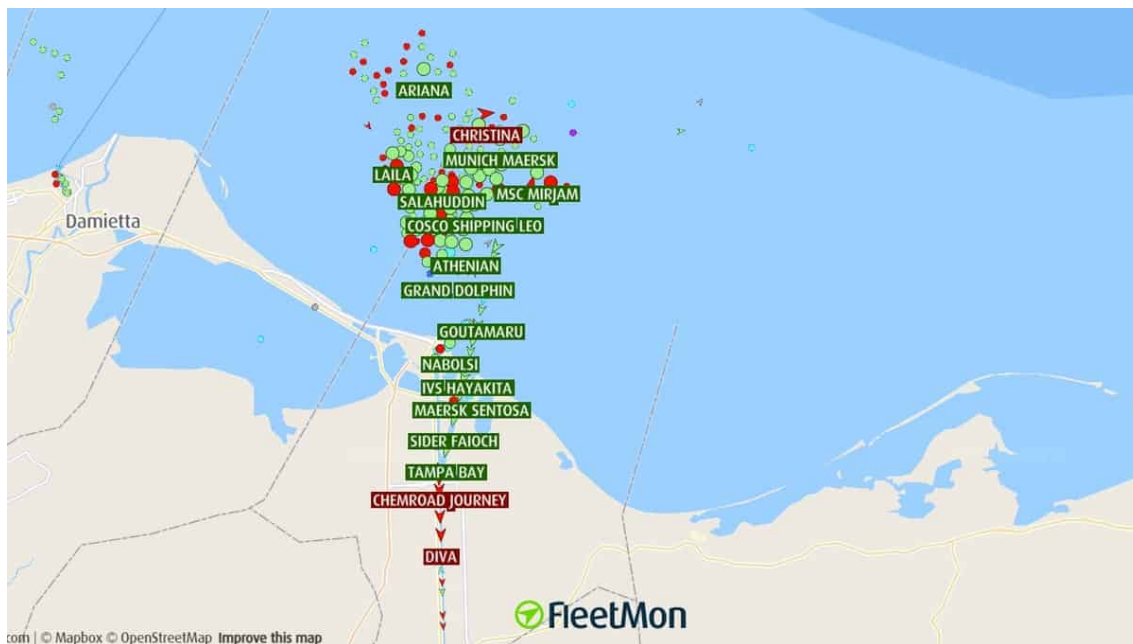 ARIANA
CHRISTINA
MUNICH MAERSK
LAILA
MSC MIRJAM
SALAHUDDIN
Damietta
COSCO SHIPPING LEO
ATHENIAN
GRAND DOLPHIN
GOUTAMARU
NABOLSI
IVS HAYAKITA
MAERSK SENTOSA
SIDER FAIOCH
TAMPA BAY
CHEMROAD JOURNEY
DIVA
FleetMon
com | © Mapbox © OpenStreetMap Improve this map